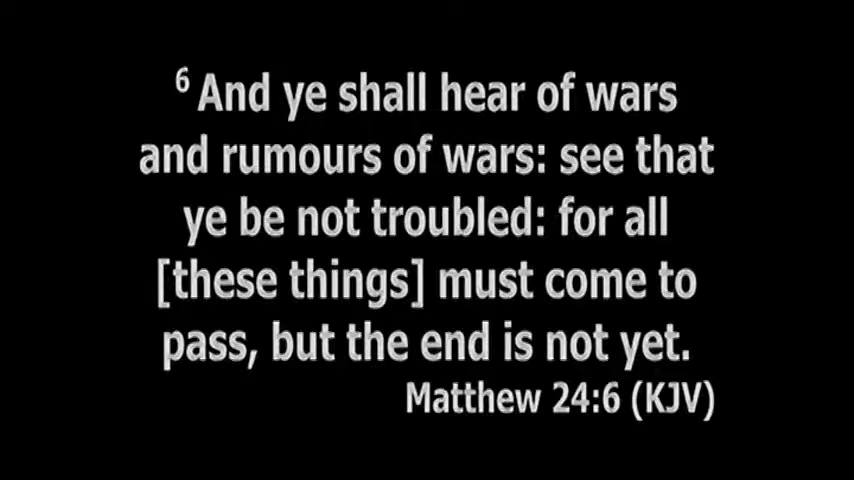 6 And ye shall hear of wars
and rumours of wars: see that
ye be not troubled: for all
[these things] must come to
pass, but the end is not yet.
Matthew 24:6 (KJV)